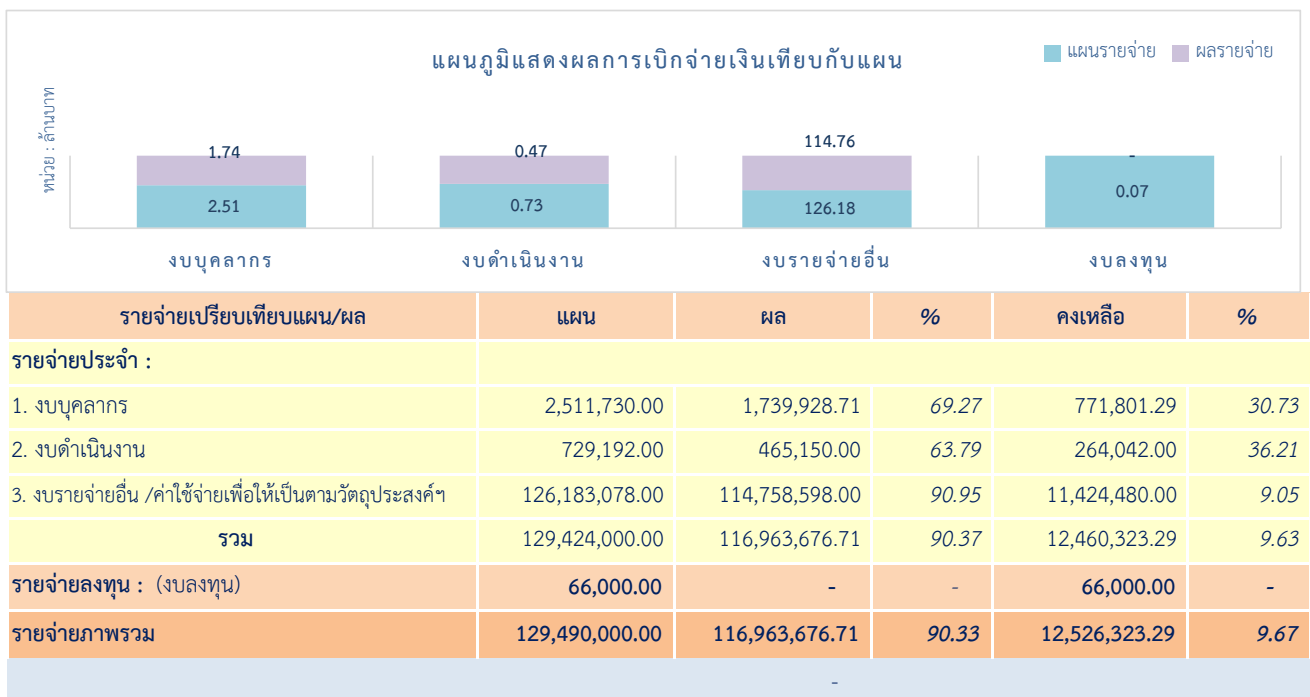 แผนภูมิแสดงผลการเบิกจ่ายเงินเทียบกับแผน
แผนรายจ่าย ผลรายจ่าย
หน่วย : ล้านบาท
1.74 0.47 114.76 -
2.51 0.73 126.18 0.07
งบบุคลากร งบดำเนินงาน งบรายจ่ายอื่น งบลงทุน
รายจ่ายเปรียบเทียบแผน/ผล แผน ผล % คงเหลือ %
รายจ่ายประจำ :
1. งบบุคลากร 2,511,730.00 1,739,928.71 69.27 771,801.29 30.73
2. งบดำเนินงาน 729,192.00 465,150.00 63.79 264,042.00 36.21
3. งบรายจ่ายอื่น /ค่าใช้จ่ายเพื่อให้เป็นตามวัตถุประสงค์ฯ 126,183,078.00 114,758,598.00 90.95 11,424,480.00 9.05
รวม 129,424,000.00 116,963,676.71 90.37 12,460,323.29 9.63
รายจ่ายลงทุน : (งบลงทุน) 66,000.00 - - 66,000.00 -
รายจ่ายภาพรวม 129,490,000.00 116,963,676.71 90.33 12,526,323.29 9.67
-